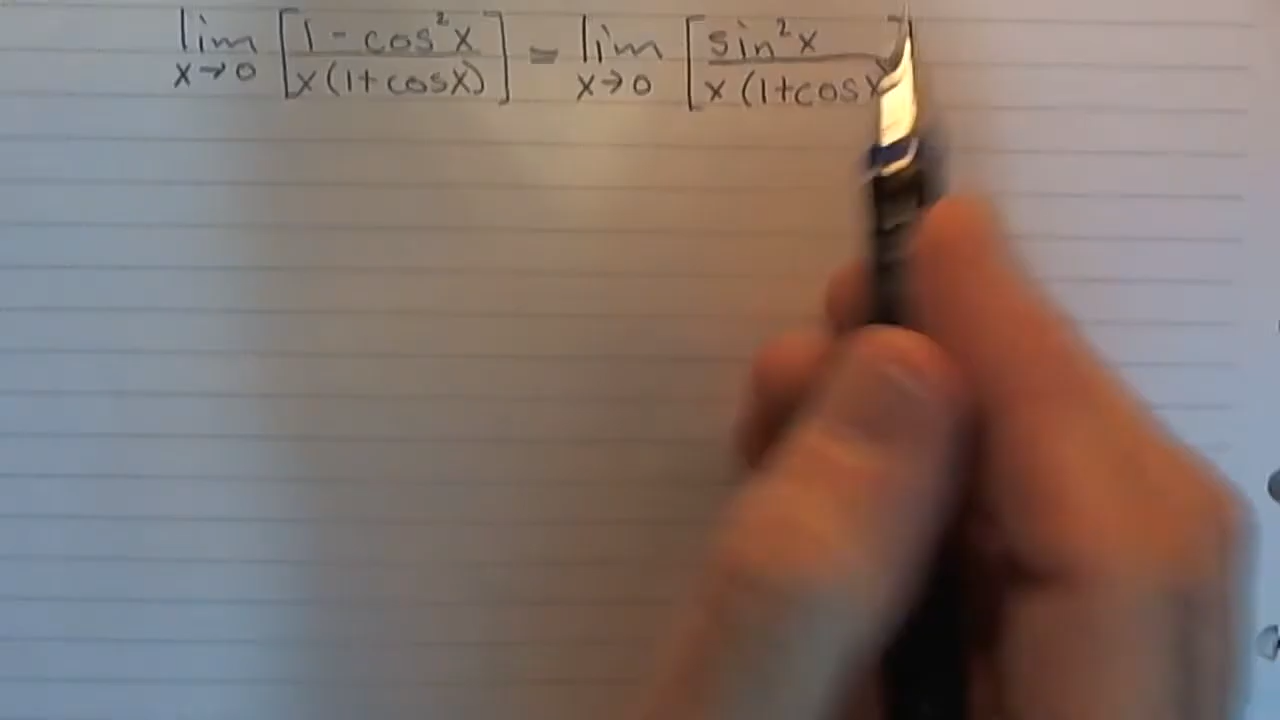 lim x→0 [1 - cos²x / x(1+cosx)] = lim x→0 [sin²x / x(1+cosx